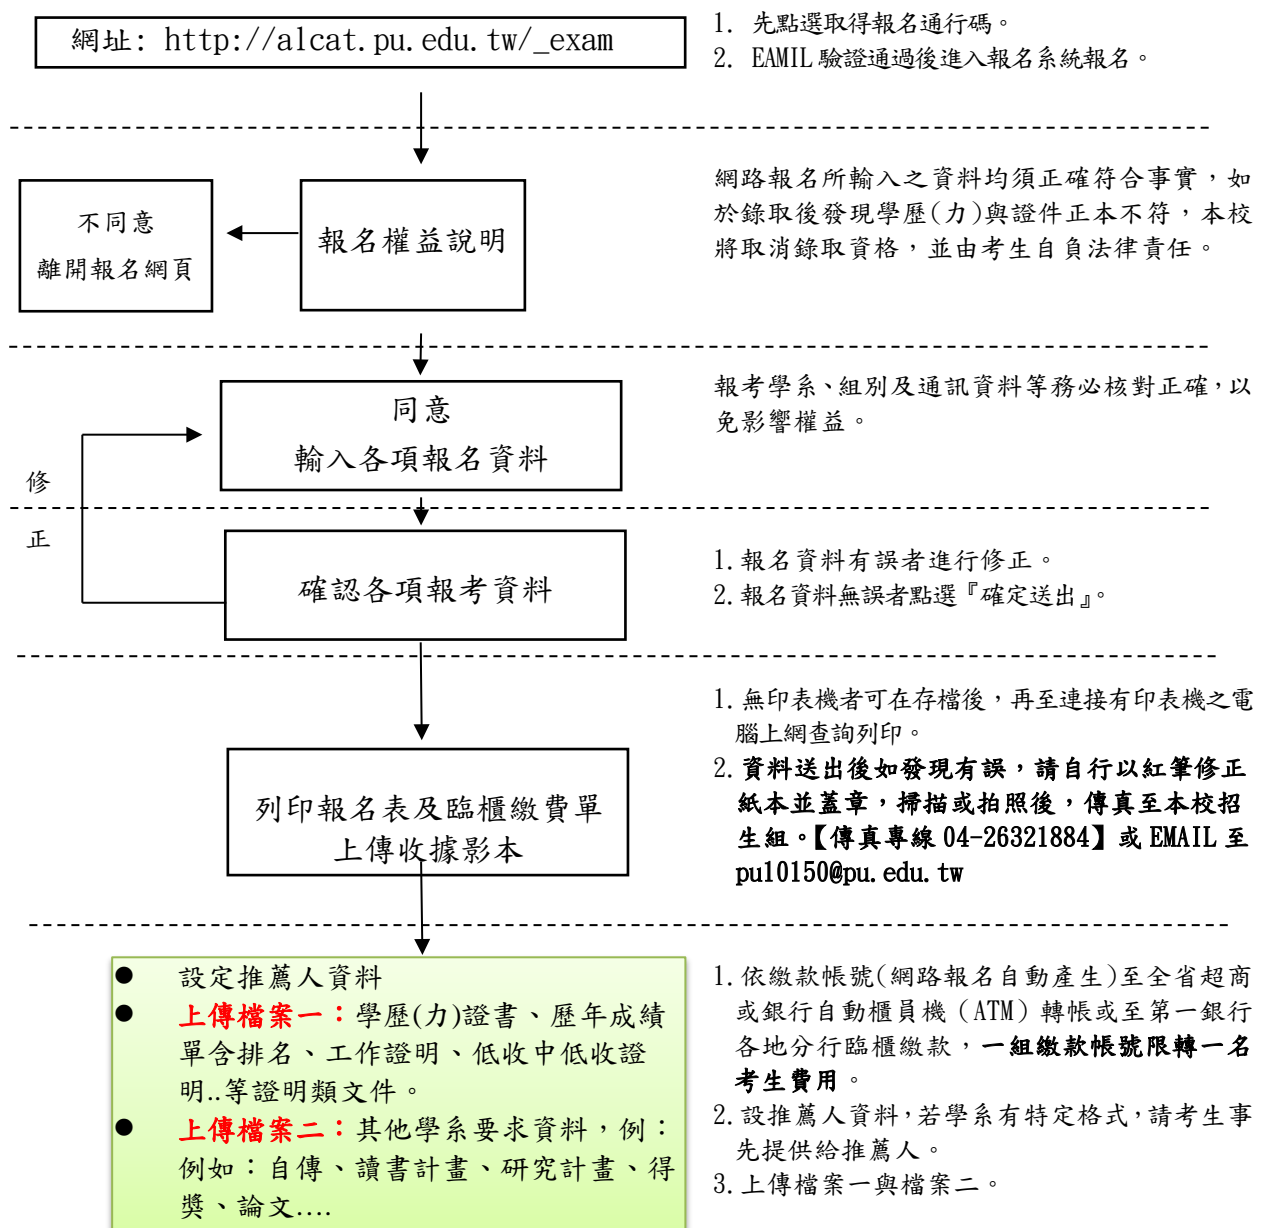 網址: http://alcat.pu.edu.tw/_exam
1. 先點選取得報名通行碼。
2. EAMIL 驗證通過後進入報名系統報名。
不同意
離開報名網頁
報名權益說明
網路報名所輸入之資料均須正確符合事實，如
於錄取後發現學歷(力)與證件正本不符，本校
將取消錄取資格，並由考生自負法律責任。
同意
輸入各項報名資料
報考學系、組別及通訊資料等務必核對正確，以
免影響權益。
修
正
確認各項報考資料
1. 報名資料有誤者進行修正。
2. 報名資料無誤者點選『確定送出』。
列印報名表及臨櫃繳費單
上傳收據影本
1. 無印表機者可在存檔後，再至連接有印表機之電
腦上網查詢列印。
2. 資料送出後如發現有誤，請自行以紅筆修正
紙本並蓋章，掃描或拍照後，傳真至本校招
生組。【傳真專線 04-26321884】或 EMAIL 至
pu10150@pu.edu.tw
● 設定推薦人資料
● 上傳檔案一：學歷(力)證書、歷年成績
單含排名、工作證明、低收中低收證
明..等證明類文件。
● 上傳檔案二：其他學系要求資料，例：
例如：自傳、讀書計畫、研究計畫、得
獎、論文....
1. 依繳款帳號(網路報名自動產生)至全省超商
或銀行自動櫃員機（ATM）轉帳或至第一銀行
各地分行臨櫃繳款，一組繳款帳號限轉一名
考生費用。
2. 設推薦人資料，若學系有特定格式，請考生事
先提供給推薦人。
3. 上傳檔案一與檔案二。